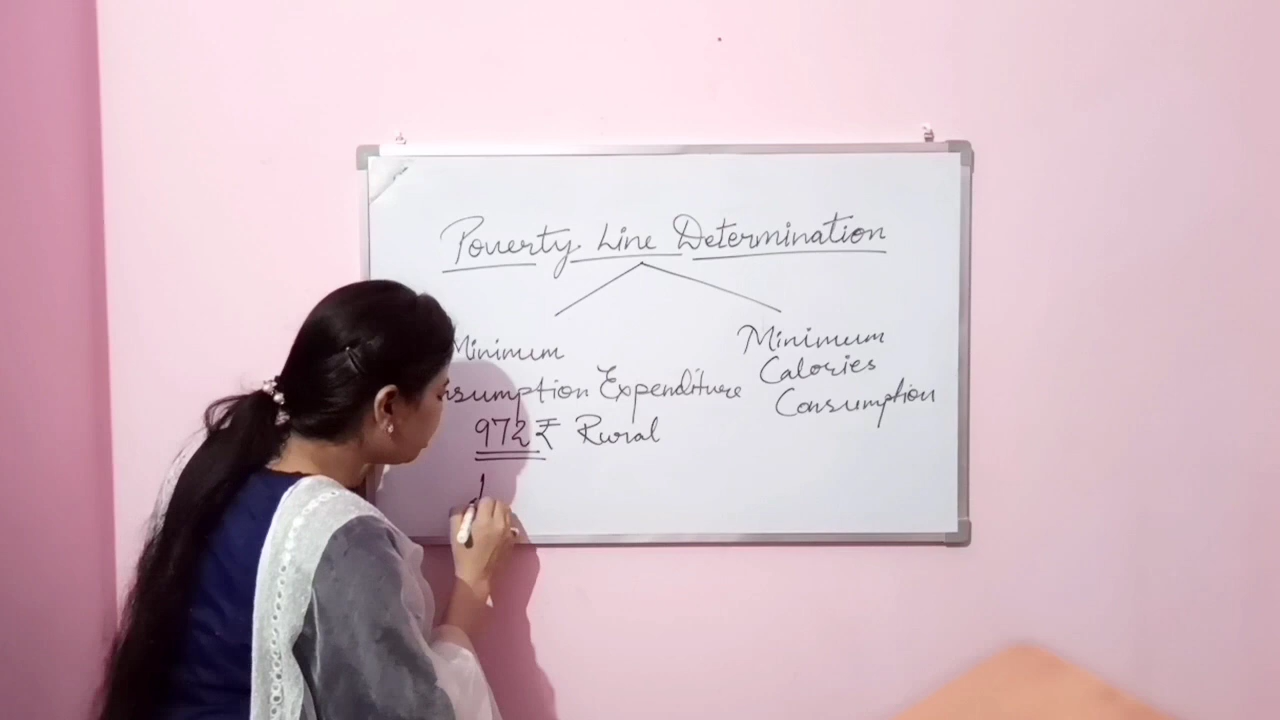 Poverty Line Determination
Minimum
Expenditure
972₹ Rural
Minimum
Calories
Consumption